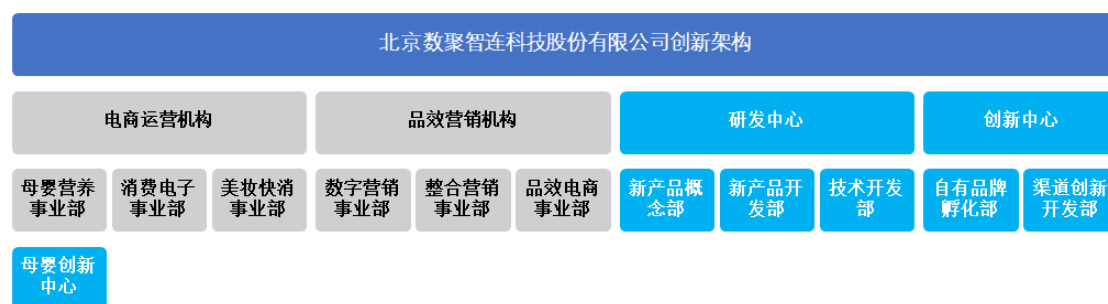 北京数聚智连科技股份有限公司创新架构
电商运营机构
品效营销机构
研发中心
创新中心
母婴营养
事业部
消费电子
事业部
美妆快消
事业部
数字营销
事业部
整合营销
事业部
品效电商
事业部
新产品概
念部
新产品开
发部
技术开发
部
自有品牌
孵化部
渠道创新
开发部
母婴创新
中心